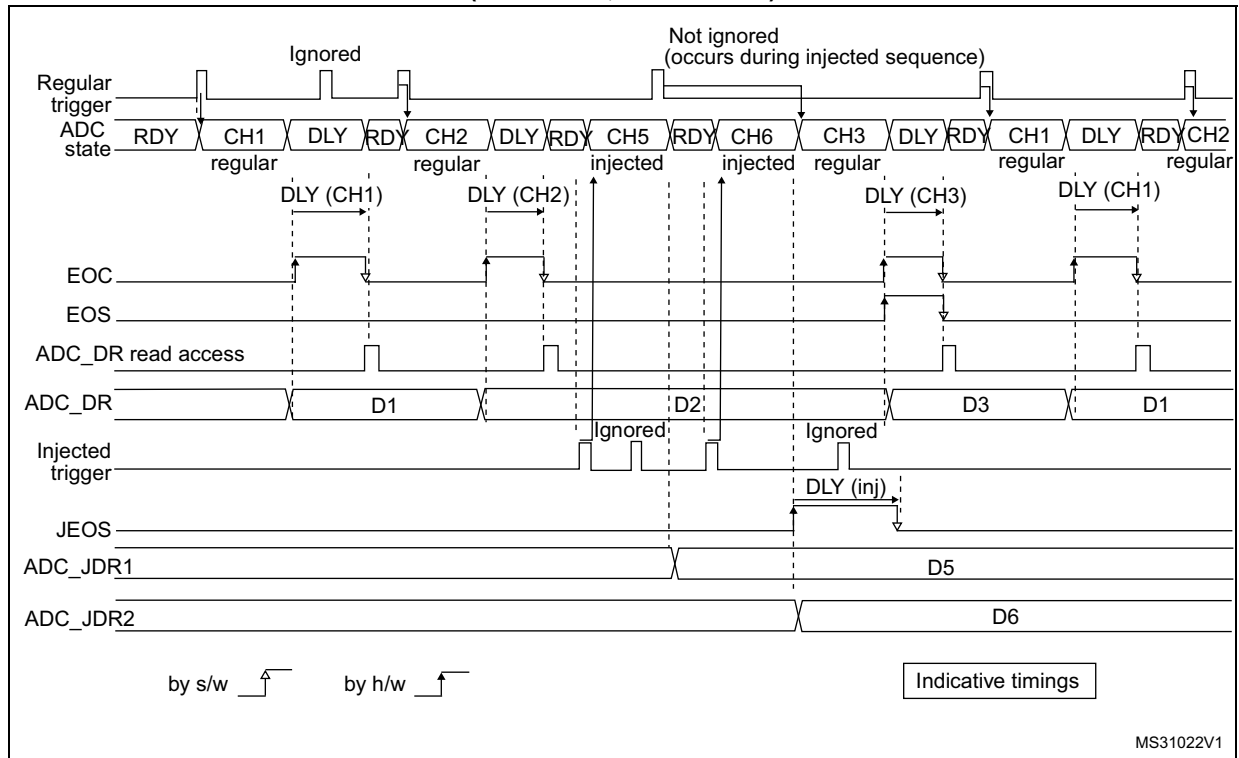 Not ignored
Ignored
(occurs during injected sequence)
Regular
trigger
ADC
state
RDY CH1 DLY RDY CH2 DLY RDY CH5 RDY CH6 CH3 DLY RDY CH1 DLY RDY CH2
regular regular injected injected regular regular regular
DLY (CH1) DLY (CH2) DLY (CH3) DLY (CH1)
EOC
EOS
ADC_DR read access
ADC_DR D1 D2 D3 D1
Ignored Ignored
Injected
trigger
DLY (inj)
JEOS
ADC_JDR1 D5
ADC_JDR2 D6
by s/w by h/w Indicative timings
MS31022V1